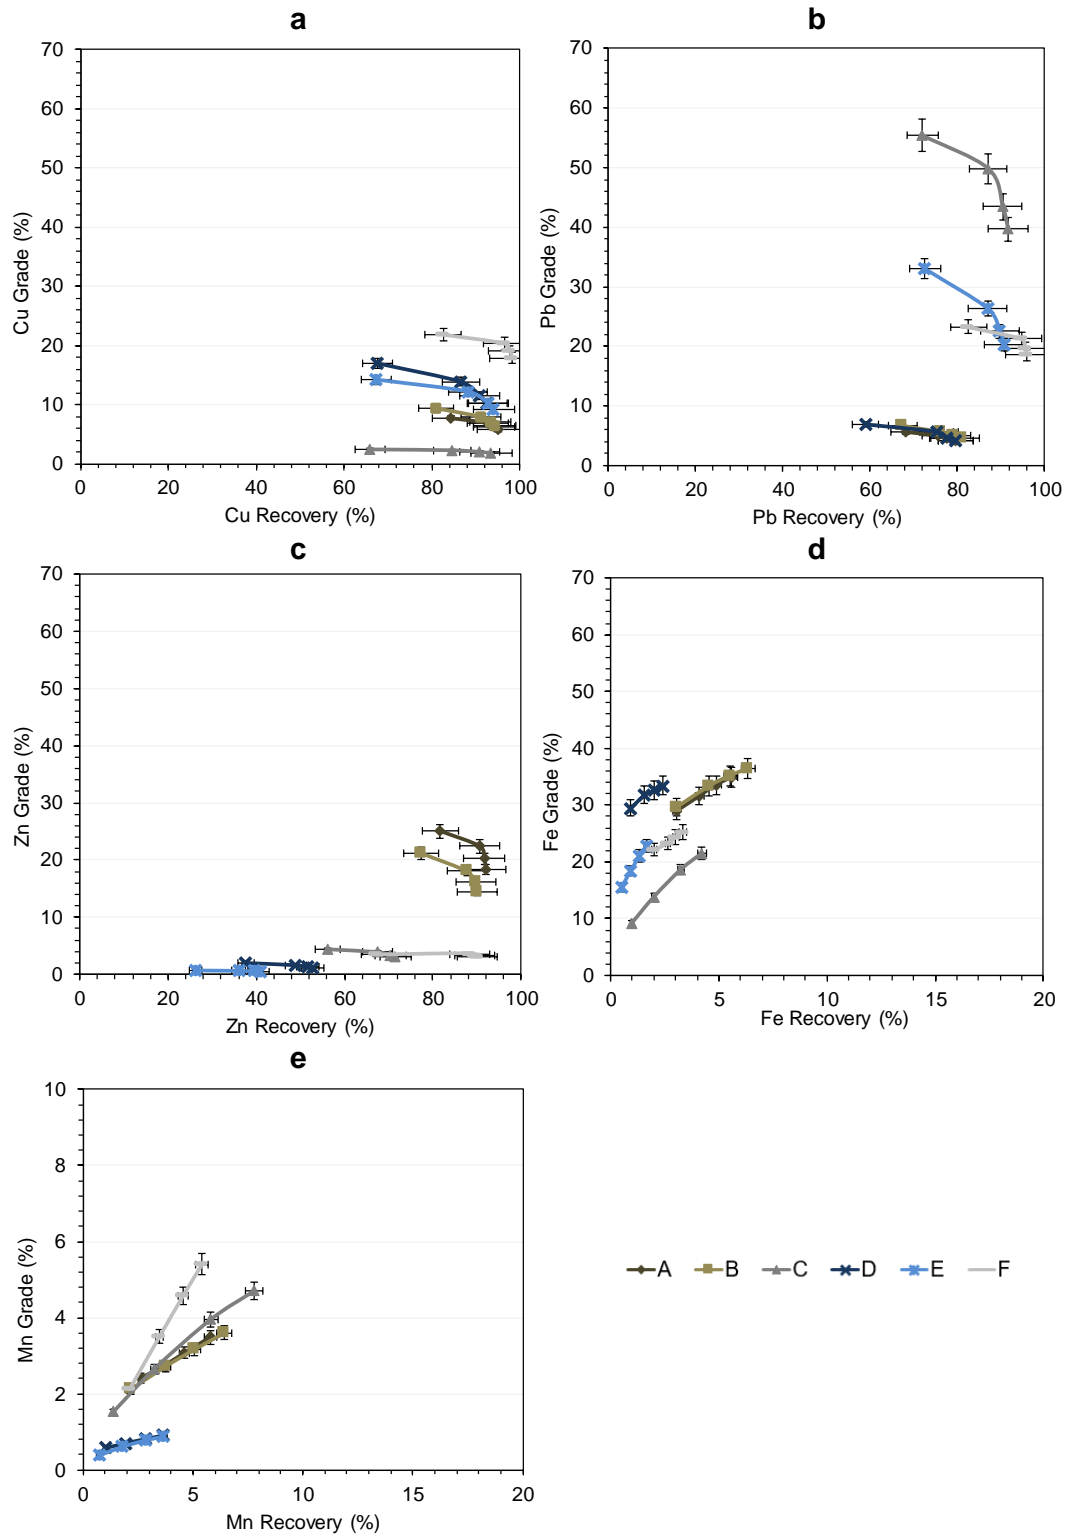 a
70
60
50
40
30
20
10
0
Cu Grade (%)
0 20 40 60 80 100
Cu Recovery (%)
b
70
60
50
40
30
20
10
0
Pb Grade (%)
0 20 40 60 80 100
Pb Recovery (%)
c
70
60
50
40
30
20
10
0
Zn Grade (%)
0 20 40 60 80 100
Zn Recovery (%)
d
70
60
50
40
30
20
10
0
Fe Grade (%)
0 5 10 15 20
Fe Recovery (%)
e
10
8
6
4
2
0
Mn Grade (%)
0 5 10 15 20
Mn Recovery (%)
A B C D E F